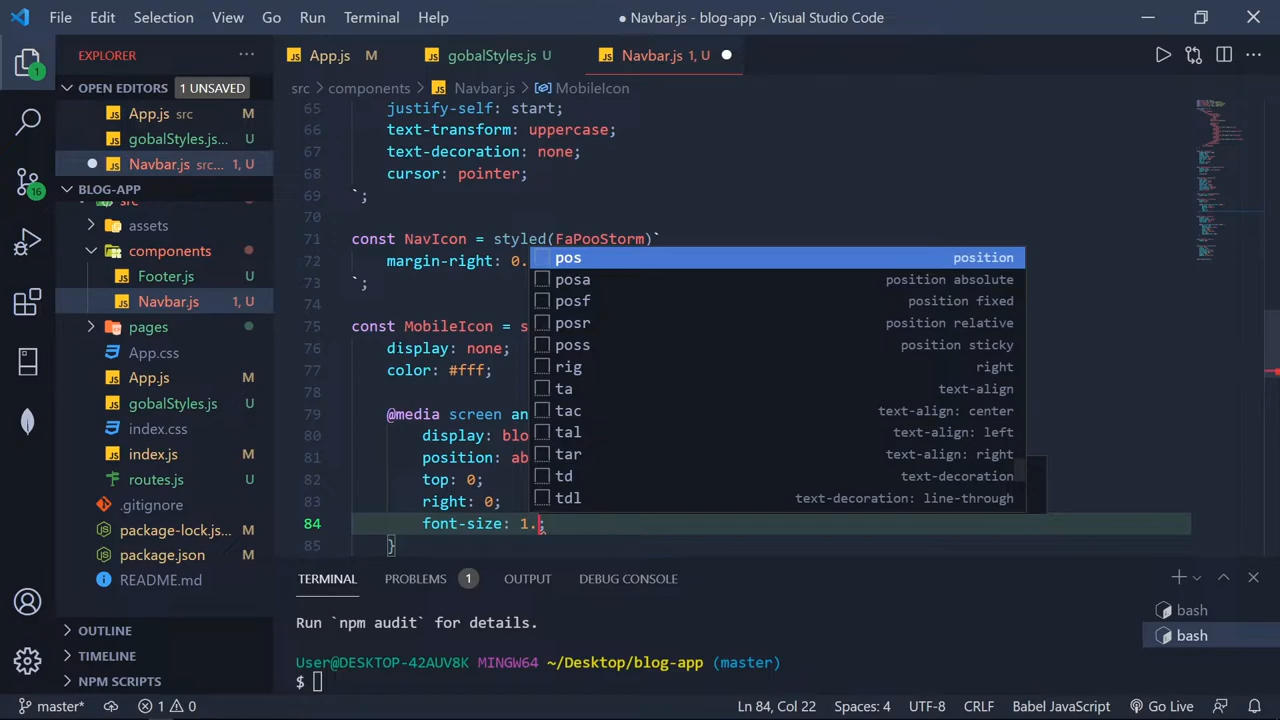 File Edit Selection View Go Run Terminal Help ● Navbar.js - blog-app - Visual Studio Code
1
EXPLORER ···
OPEN EDITORS 1 UNSAVED
App.js src M
gobalStyles.js... U
Navbar.js src... 1, U
BLOG-APP
src
assets
components
Footer.js U
Navbar.js 1, U
pages
App.css
App.js M
gobalStyles.js U
index.css
index.js M
routes.js U
.gitignore
package-lock.js... M
package.json M
README.md
OUTLINE
TIMELINE
NPM SCRIPTS
16
App.js M gobalStyles.js U Navbar.js 1, U
src components Navbar.js MobileIcon
65 justify-self: start;
66 text-transform: uppercase;
67 text-decoration: none;
68 cursor: pointer;
69 `;
70
71 const NavIcon = styled(FaPooStorm)`
72 margin-right: 0.
74 `;
75 const MobileIcon = s
76 display: none;
77 color: #fff;
78
79 @media screen an
80 display: blo
81 position: ab
82 top: 0;
83 right: 0;
84 font-size: 1.;
85 }
pos position
posa position absolute
posf position fixed
posr position relative
poss position sticky
rig right
ta text-align
tac text-align: center
tal text-align: left
tar text-align: right
td text-decoration
tdl text-decoration: line-through
TERMINAL PROBLEMS 1 OUTPUT DEBUG CONSOLE
Run `npm audit` for details.
User@DESKTOP-42AUV8K MINGW64 ~/Desktop/blog-app (master)
$
bash
bash
master* 1 0 Ln 84, Col 22 Spaces: 4 UTF-8 CRLF Babel JavaScript Go Live